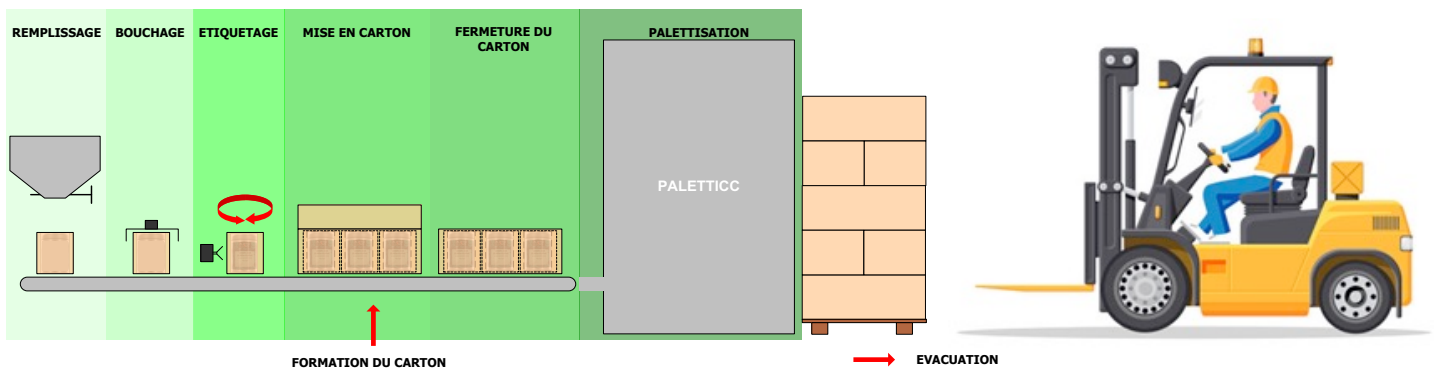 REMPLISSAGE
BOUCHAGE
ETIQUETAGE
MISE EN CARTON
FERMETURE DU
CARTON
PALETTISATION
PALETTICC
FORMATION DU CARTON
EVACUATION